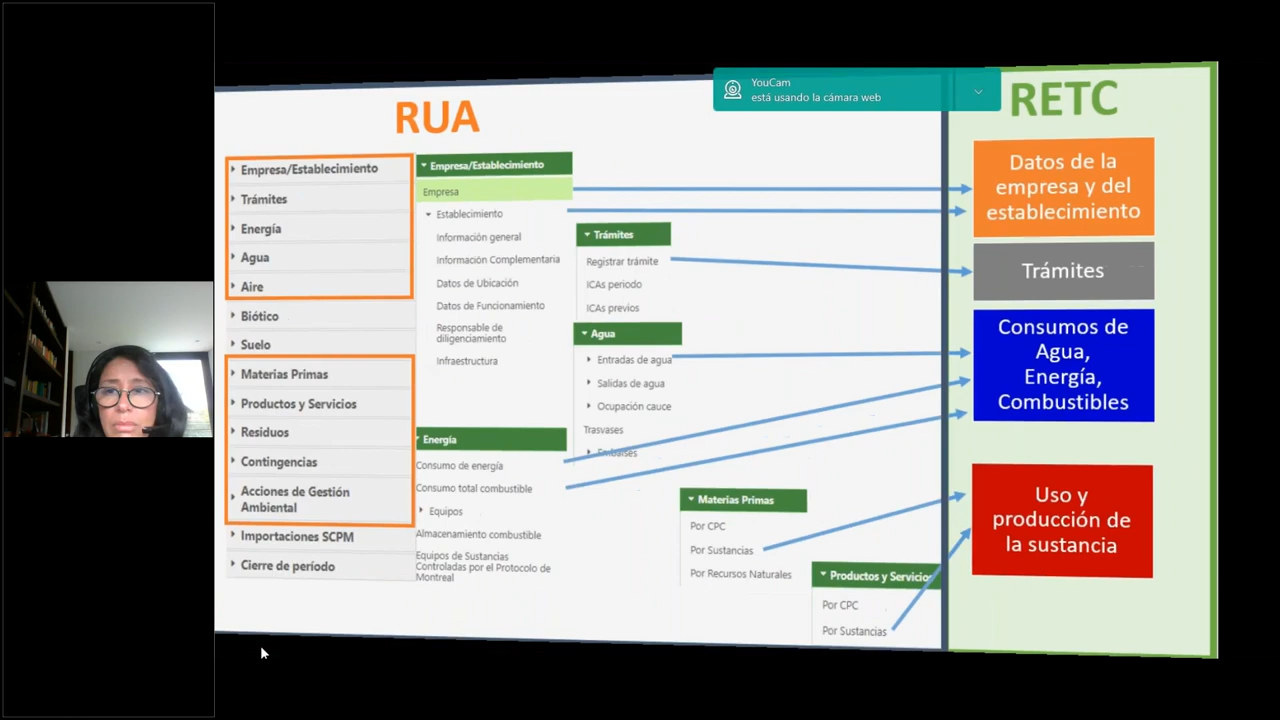 YouCam
está usando la cámara web
RUA
RETC
Empresa/Establecimiento
Trámites
Energía
Agua
Aire
Biótico
Suelo
Materias Primas
Productos y Servicios
Residuos
Contingencias
Acciones de Gestión
Ambiental
Importaciones SCPM
Cierre de período
Empresa/Establecimiento
Empresa
Establecimiento
Información general
Información Complementaria
Datos de Ubicación
Datos de Funcionamiento
Responsable de
diligenciamiento
Infraestructura
Energía
Consumo de energía
Consumo total combustible
Equipos
Almacenamiento combustible
Equipos de Sustancias
Controladas por el Protocolo de
Montreal
Trámites
Registrar trámite
ICAs periodo
ICAs previos
Agua
Entradas de agua
Salidas de agua
Ocupación cauce
Trasvases
Embalses
Materias Primas
Por CPC
Por Sustancias
Por Recursos Naturales
Productos y Servicios
Por CPC
Por Sustancias
Datos de la
empresa y del
establecimiento
Trámites
Consumos de
Agua,
Energía,
Combustibles
Uso y
producción de
la sustancia